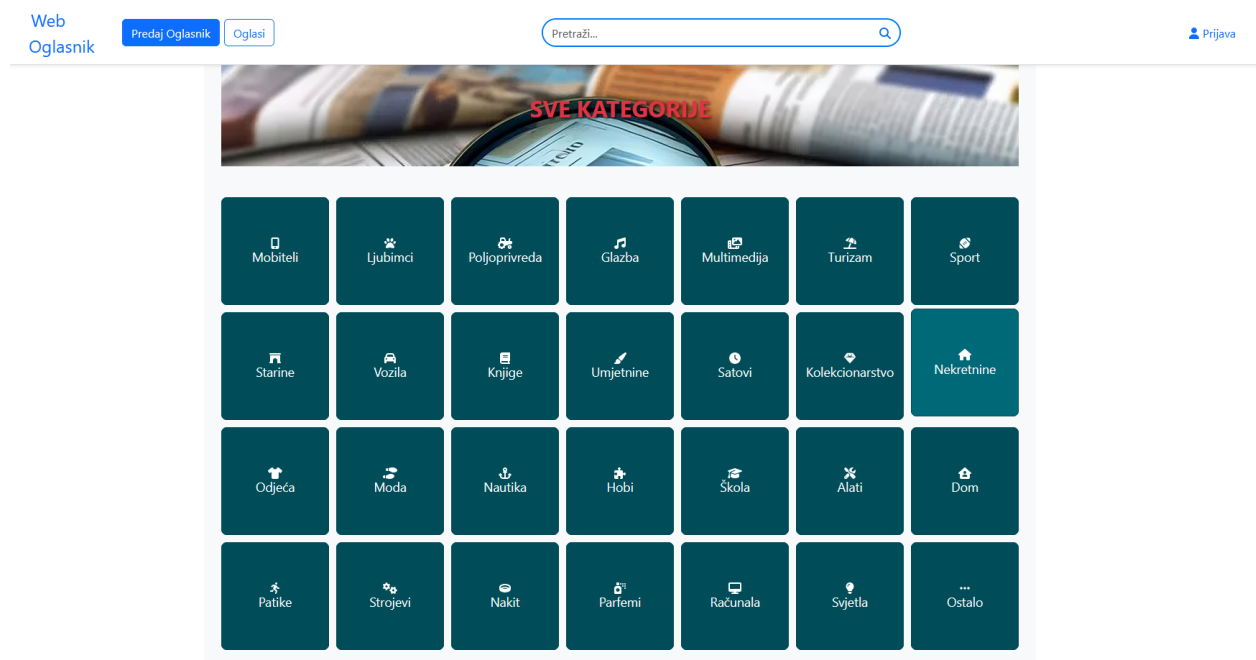 Web
Oglasnik
Predaj Oglasnik
Oglasi
Pretraži...
Prijava
SVE KATEGORIJE
Mobiteli
Ljubimci
Poljoprivreda
Glazba
Multimedija
Turizam
Sport
Starine
Vozila
Knjige
Umjetnine
Satovi
Kolekcionarstvo
Nekretnine
Odjeća
Moda
Nautika
Hobi
Škola
Alati
Dom
Patike
Strojevi
Nakit
Parfemi
Računala
Svjetla
Ostalo